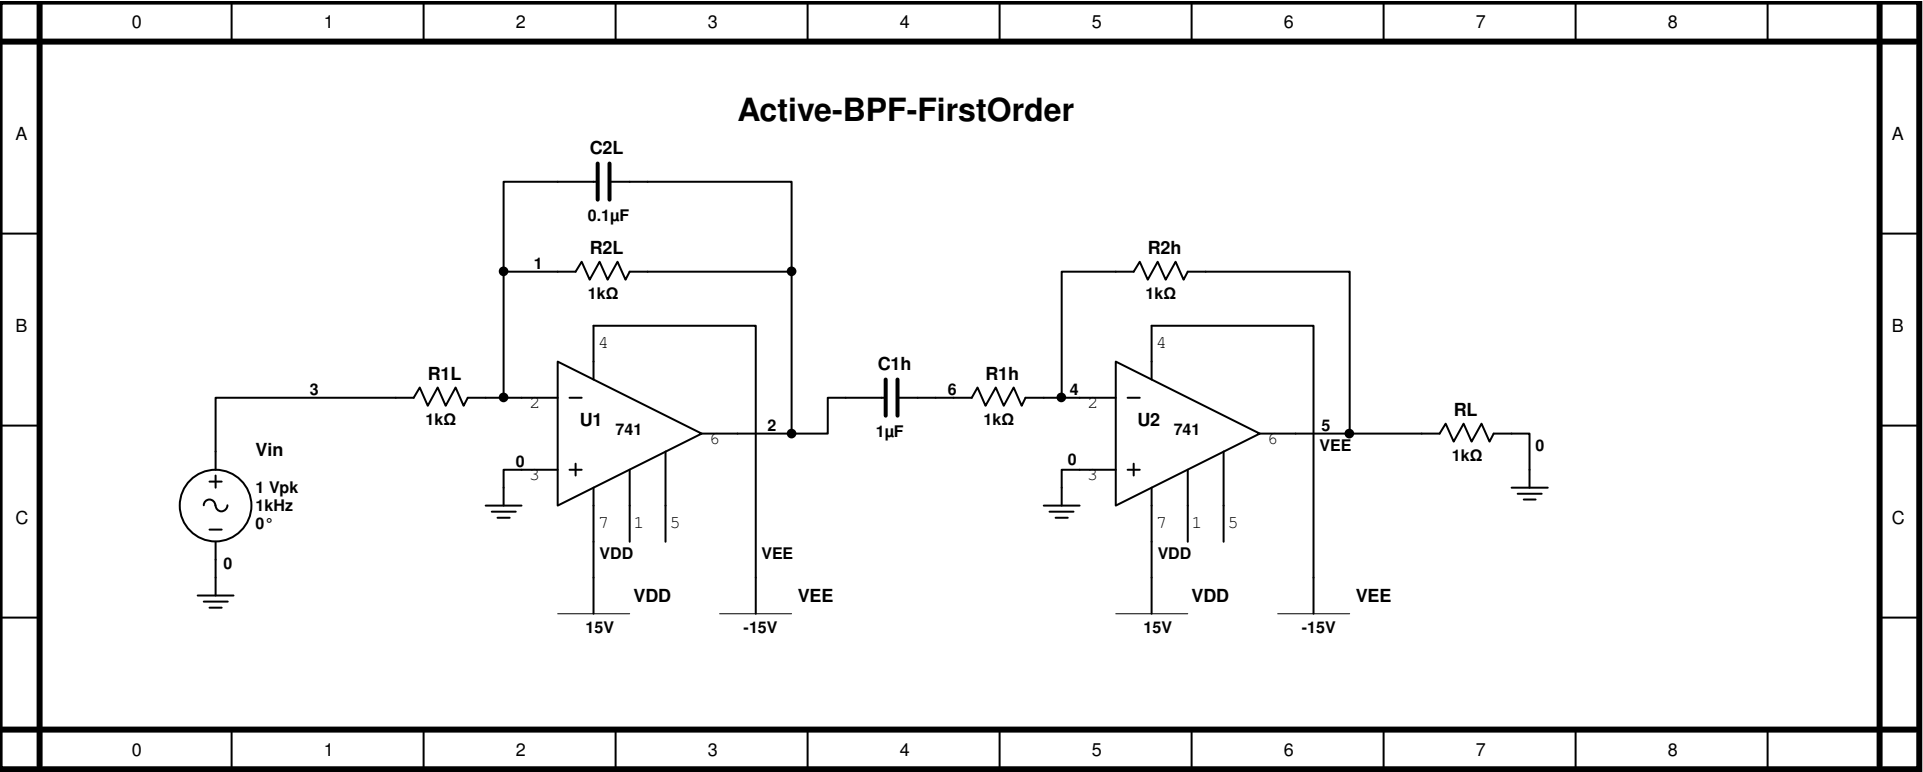 0 1 2 3 4 5 6 7 8
A A
Active-BPF-FirstOrder
C2L
0.1µF
R2L
1
1kΩ
R2h
1kΩ
B B
4
4
3
R1L
1kΩ
2
U1
741
6
2
C1h
1µF
6
R1h
1kΩ
4
2
U2
741
6
5
VEE
RL
1kΩ
0
Vin
1 Vpk
1kHz
0°
0
0
3
0
3
C C
7 1 5
VDD
VEE
7 1 5
VDD
VDD
15V
VEE
-15V
VDD
15V
VEE
-15V
0 1 2 3 4 5 6 7 8